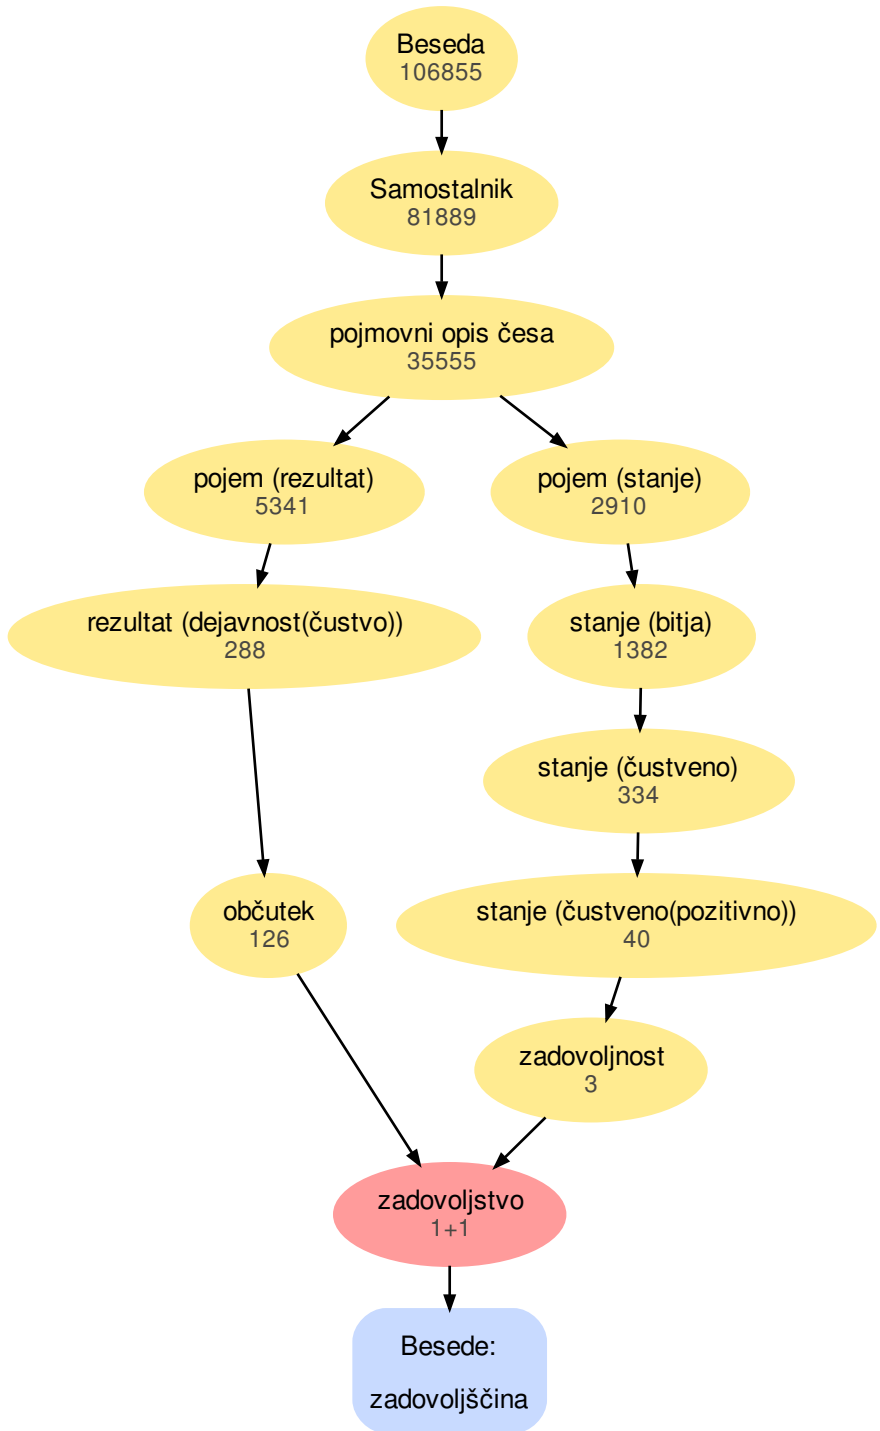 Beseda
106855
Samostalnik
81889
pojmovni opis česa
35555
pojem (rezultat)
5341
pojem (stanje)
2910
rezultat (dejavnost(čustvo))
288
stanje (bitja)
1382
stanje (čustveno)
334
občutek
126
stanje (čustveno(pozitivno))
40
zadovoljnost
3
zadovoljstvo
1+1
Besede:
zadovoljščina